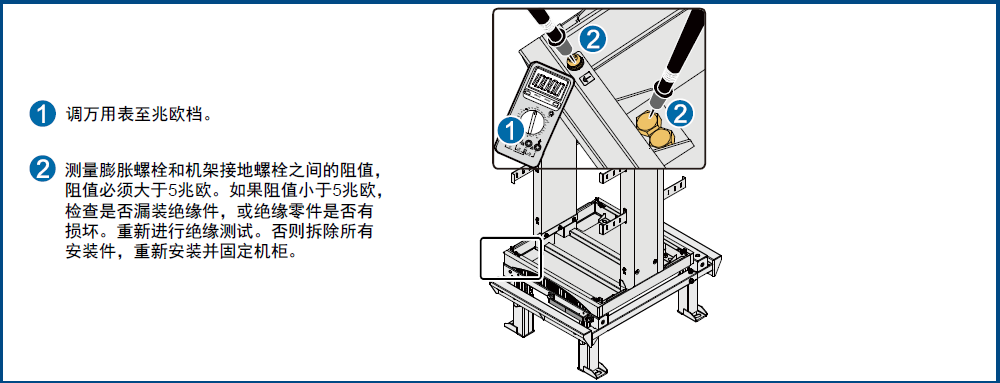 1 调万用表至兆欧档。
2 测量膨胀螺栓和机架接地螺栓之间的阻值，
阻值必须大于5兆欧。如果阻值小于5兆欧，
检查是否漏装绝缘件，或绝缘零件是否有
损坏。重新进行绝缘测试。否则拆除所有
安装件，重新安装并固定机柜。
2
2
1